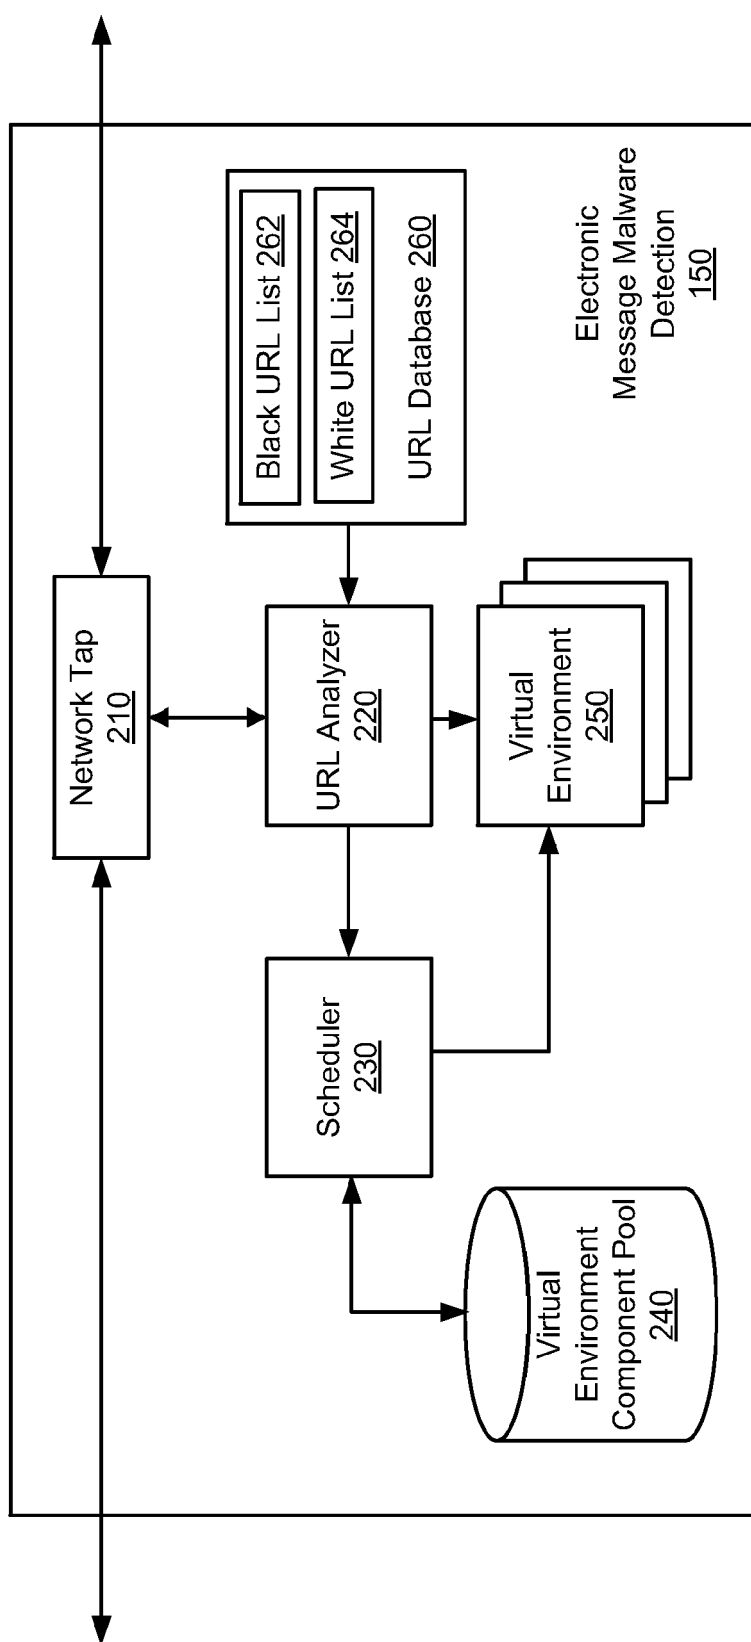 Network Tap
210
Black URL List 262
White URL List 264
URL Database 260
URL Analyzer
220
Scheduler
230
Virtual
Environment
250
Virtual
Environment
Component Pool
240
Electronic
Message Malware
Detection
150